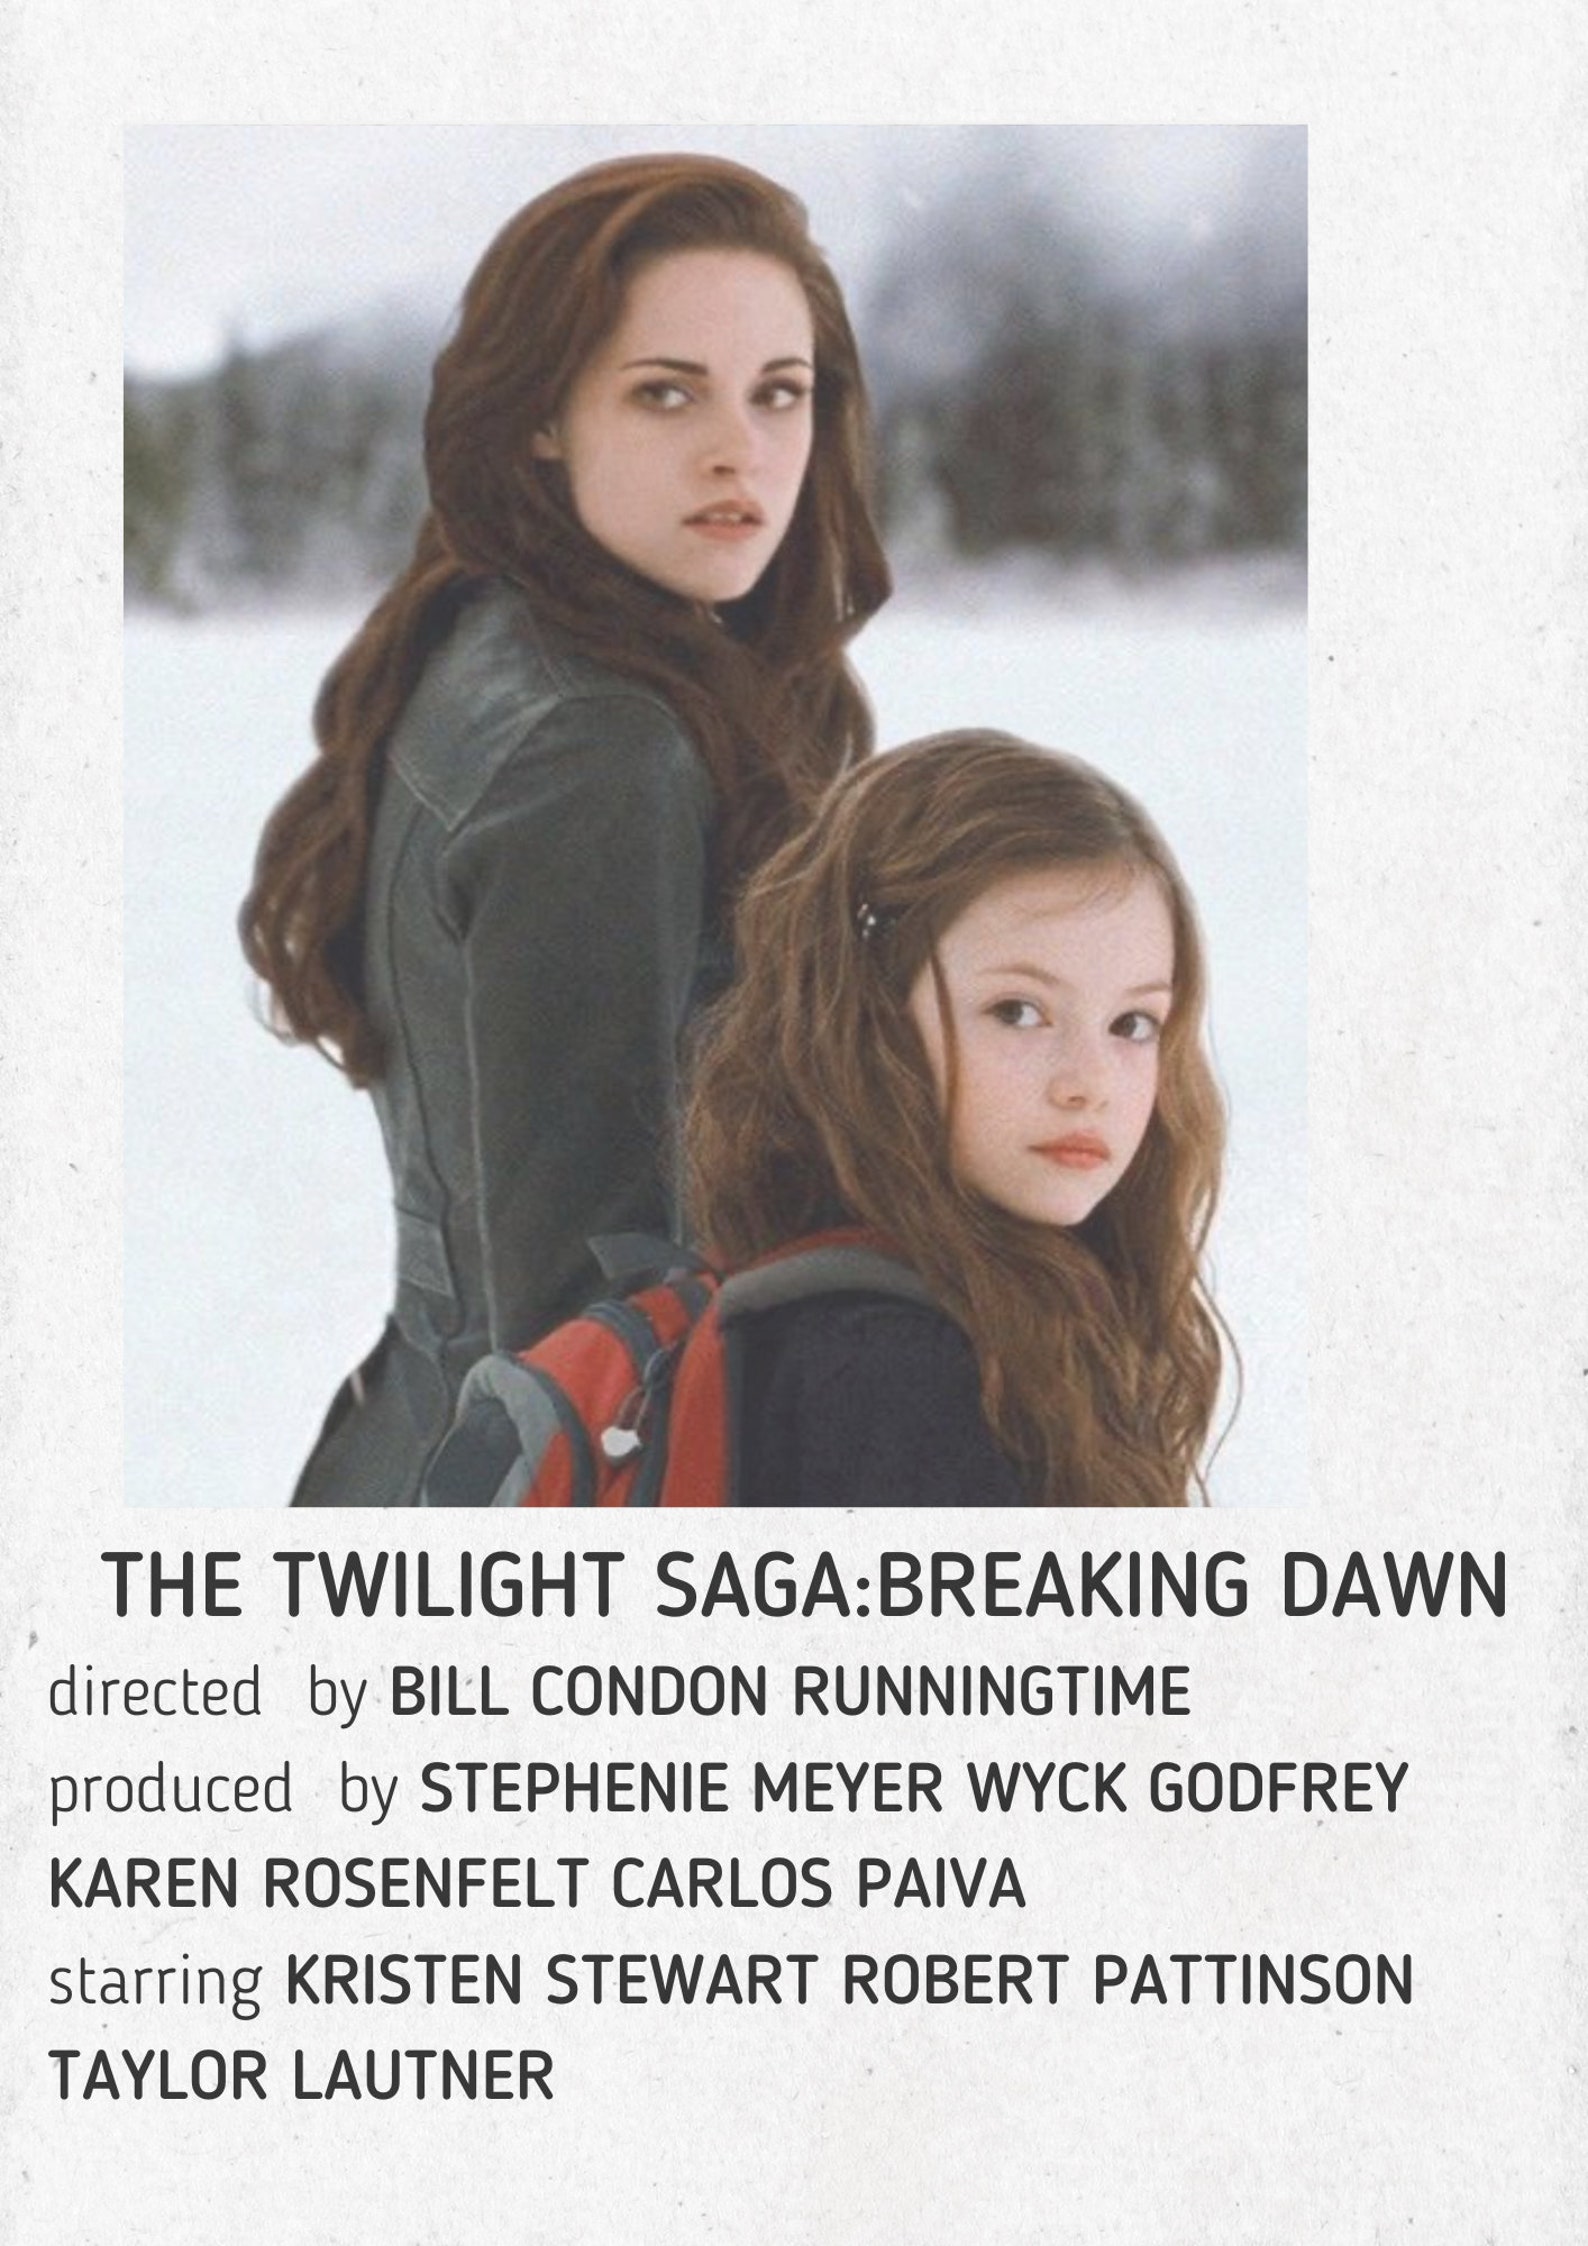 THE TWILIGHT SAGA:BREAKING DAWN
directed by BILL CONDON RUNNINGTIME
produced by STEPHENIE MEYER WYCK GODFREY
KAREN ROSENFELT CARLOS PAIVA
starring KRISTEN STEWART ROBERT PATTINSON
TAYLOR LAUTNER